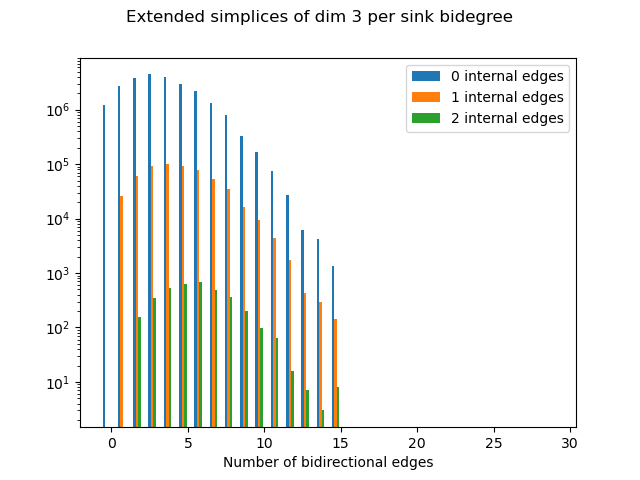 Extended simplices of dim 3 per sink bidegree
0 internal edges
1 internal edges
2 internal edges
10^6
10^5
10^4
10^3
10^2
10^1
0 5 10 15 20 25 30
Number of bidirectional edges